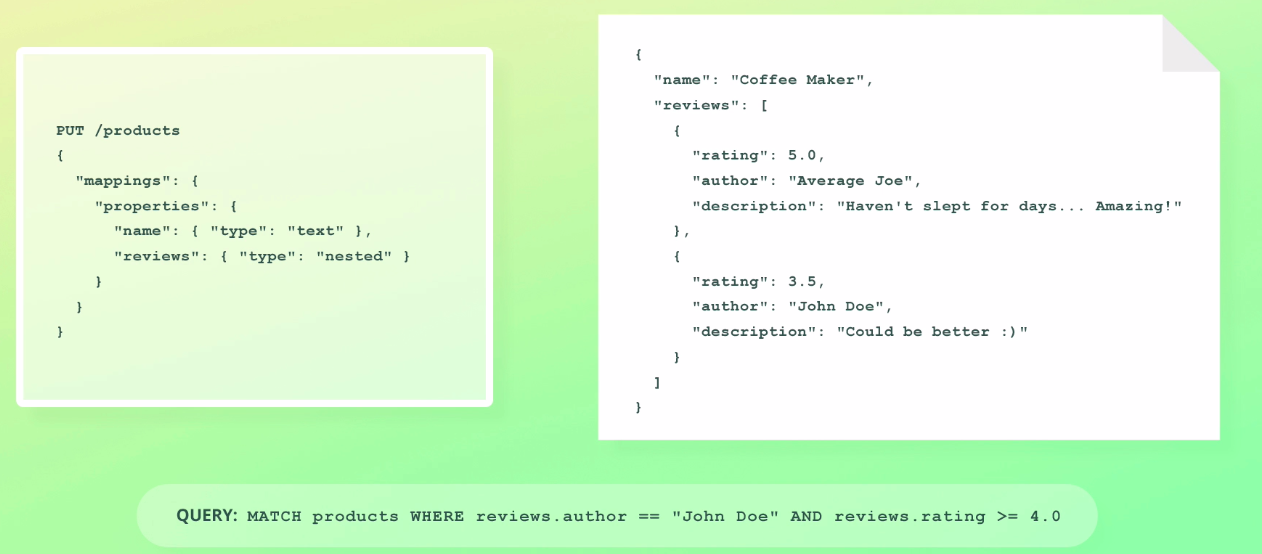 PUT /products
{
  "mappings": {
    "properties": {
      "name": { "type": "text" },
      "reviews": { "type": "nested" }
    }
  }
}
{
  "name": "Coffee Maker",
  "reviews": [
    {
      "rating": 5.0,
      "author": "Average Joe",
      "description": "Haven't slept for days... Amazing!"
    },
    {
      "rating": 3.5,
      "author": "John Doe",
      "description": "Could be better :)"
    }
  ]
}
QUERY: MATCH products WHERE reviews.author == "John Doe" AND reviews.rating >= 4.0